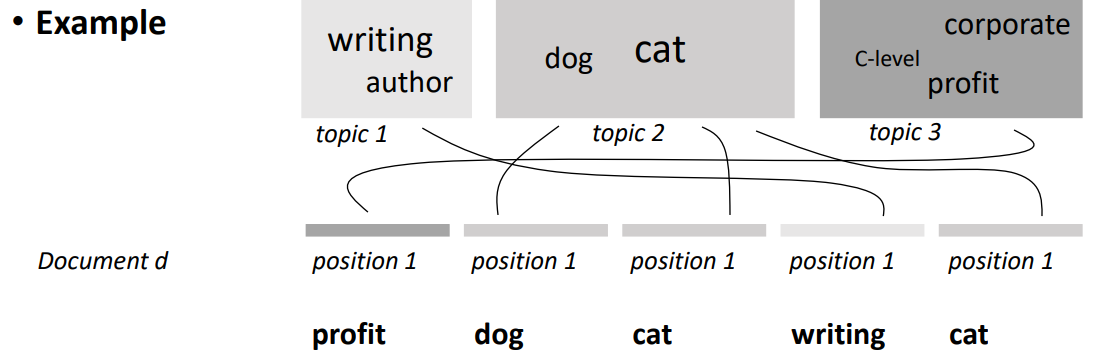 • Example
writing
author
dog cat
corporate
C-level
profit
topic 1 topic 2 topic 3
Document d position 1 position 1 position 1 position 1 position 1
profit dog cat writing cat